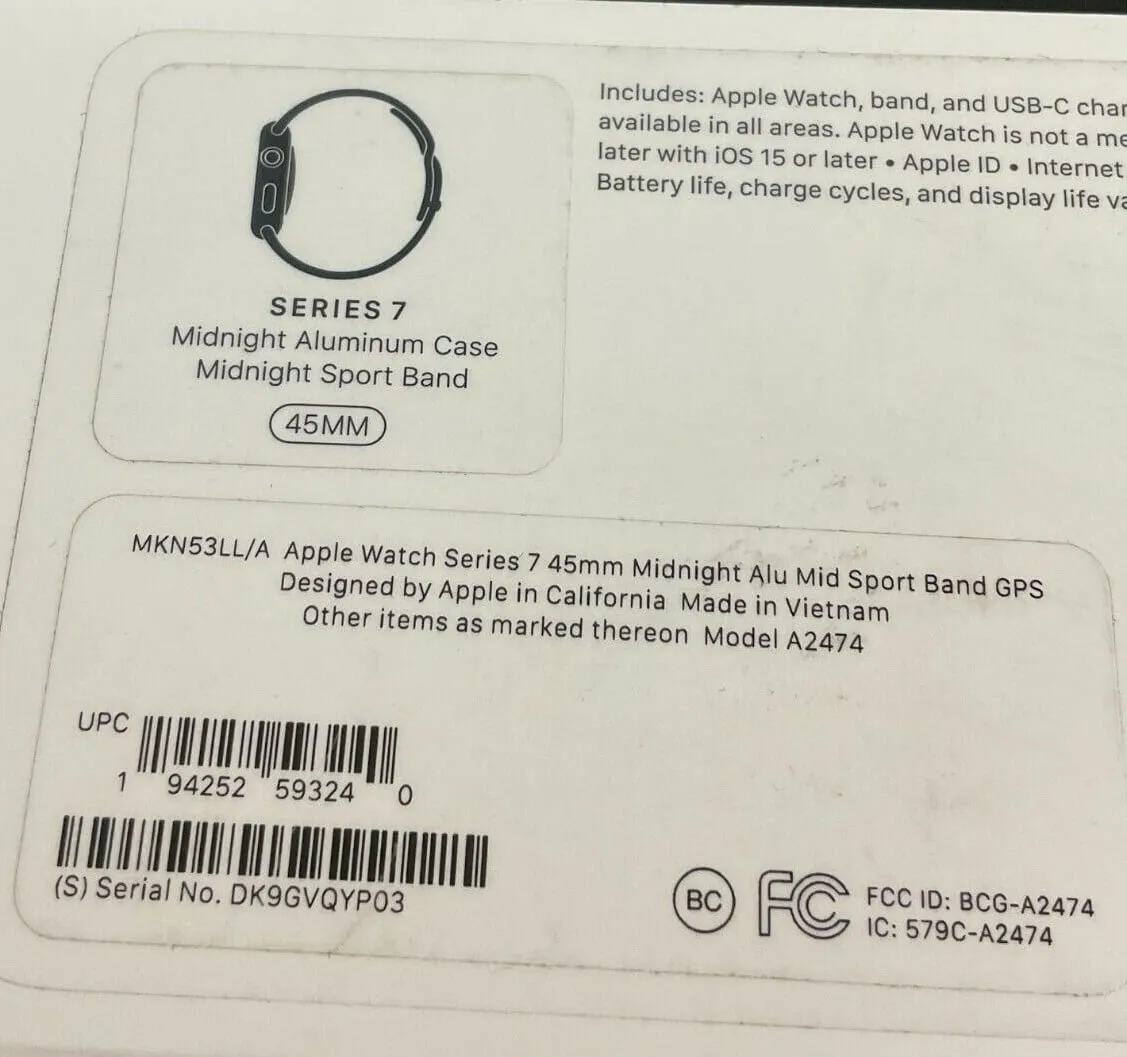 Includes: Apple Watch, band, and USB-C
available in all areas. Apple Watch is not a
later with iOS 15 or later • Apple ID • Internet
Battery life, charge cycles, and display life
SERIES 7
Midnight Aluminum Case
Midnight Sport Band
45MM
MKN53LL/A Apple Watch Series 7 45mm Midnight Alu Mid Sport Band GPS
Designed by Apple in California Made in Vietnam
Other items as marked thereon Model A2474
UPC
1 94252 59324 0
(S) Serial No. DK9GVQYP03
BC FC FCC ID: BCG-A2474
IC: 579C-A2474